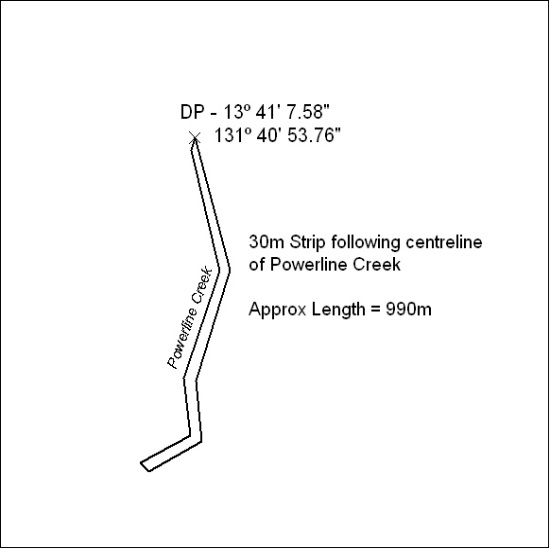 DP - 13º 41' 7.58"
131º 40' 53.76"
30m Strip following centreline
of Powerline Creek
Approx Length = 990m
Powerline Creek